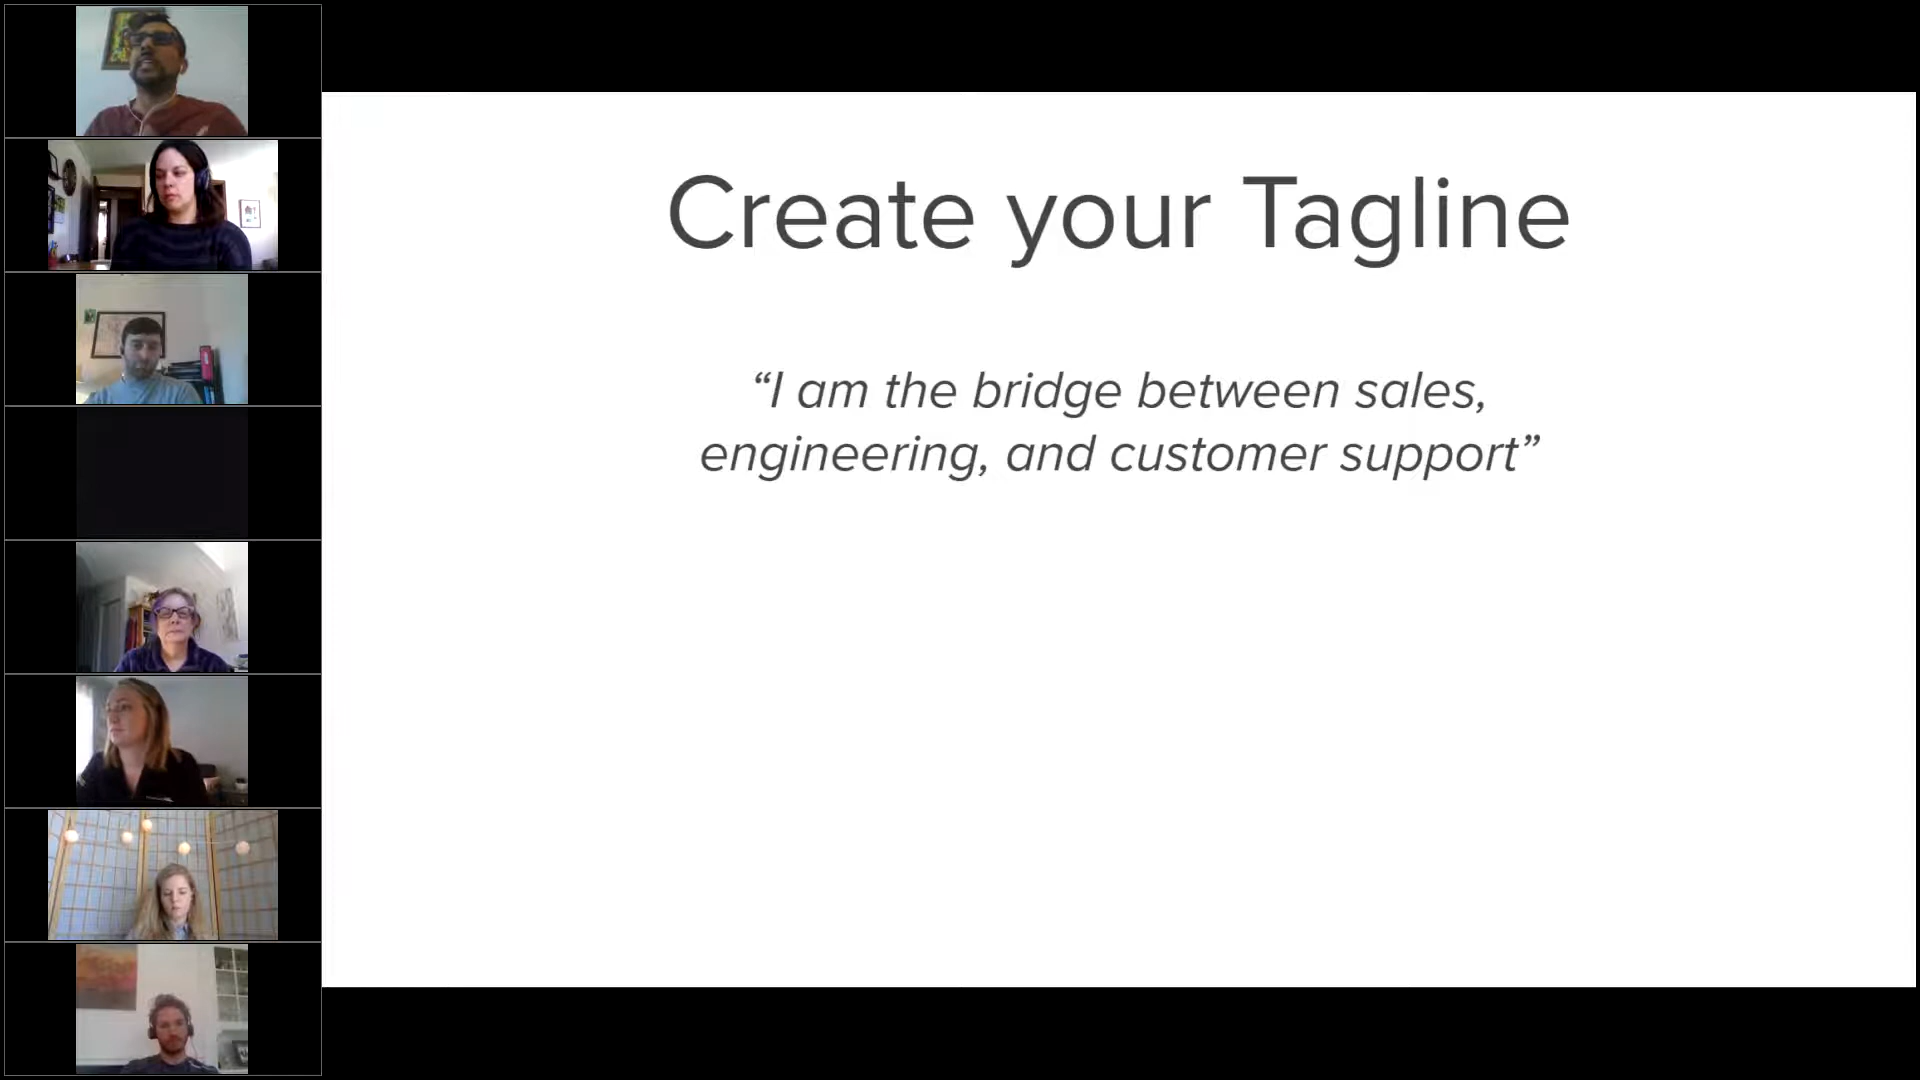 Create your Tagline
“I am the bridge between sales,
engineering, and customer support”